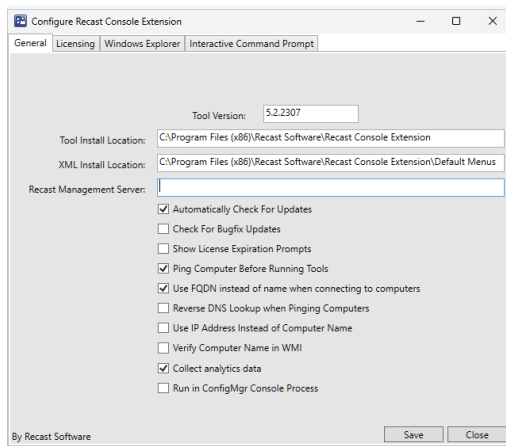 Configure Recast Console Extension
General Licensing Windows Explorer Interactive Command Prompt
Tool Version: 5.2.2307
Tool Install Location: C:\Program Files (x86)\Recast Software\Recast Console Extension
XML Install Location: C:\Program Files (x86)\Recast Software\Recast Console Extension\Default Menus
Recast Management Server:
Automatically Check For Updates
Check For Bugfix Updates
Show License Expiration Prompts
Ping Computer Before Running Tools
Use FQDN instead of name when connecting to computers
Reverse DNS Lookup when Pinging Computers
Use IP Address Instead of Computer Name
Verify Computer Name in WMI
Collect analytics data
Run in ConfigMgr Console Process
By Recast Software Save Close